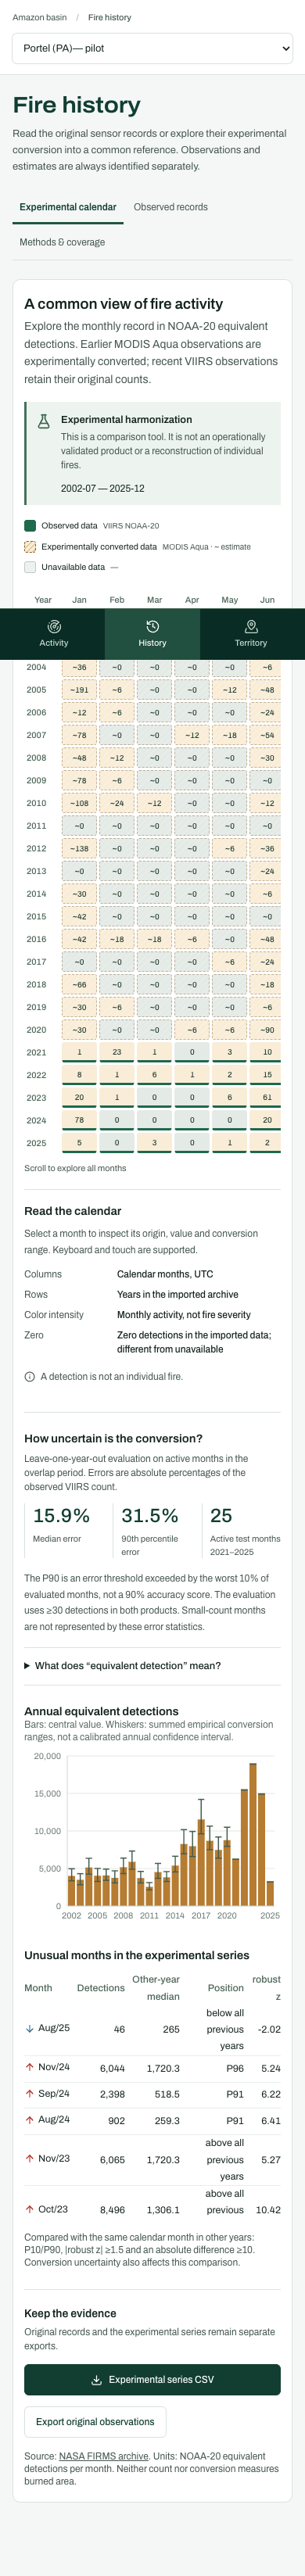 Amazon basin / Fire history
Portel (PA)— pilot
Fire history
Read the original sensor records or explore their experimental
conversion into a common reference. Observations and
estimates are always identified separately.
Experimental calendar Observed records
Methods & coverage
A common view of fire activity
Explore the monthly record in NOAA-20 equivalent
detections. Earlier MODIS Aqua observations are
experimentally converted; recent VIIRS observations
retain their original counts.
Experimental harmonization
This is a comparison tool. It is not an operationally
validated product or a reconstruction of individual
fires.
2002-07 — 2025-12
Observed data VIIRS NOAA-20
Experimentally converted data MODIS Aqua · ~ estimate
Unavailable data —
Year Jan Feb Mar Apr May Jun
Activity History Territory
2004 ~36 ~0 ~0 ~0 ~0 ~6
2005 ~191 ~6 ~0 ~0 ~12 ~48
2006 ~12 ~6 ~0 ~0 ~0 ~24
2007 ~78 ~0 ~0 ~12 ~18 ~54
2008 ~48 ~12 ~0 ~0 ~0 ~30
2009 ~78 ~6 ~0 ~0 ~0 ~0
2010 ~108 ~24 ~12 ~0 ~0 ~12
2011 ~0 ~0 ~0 ~0 ~0 ~0
2012 ~138 ~0 ~0 ~0 ~6 ~36
2013 ~0 ~0 ~0 ~0 ~0 ~24
2014 ~30 ~0 ~0 ~0 ~0 ~6
2015 ~42 ~0 ~0 ~0 ~0 ~0
2016 ~42 ~18 ~18 ~6 ~0 ~48
2017 ~0 ~0 ~0 ~0 ~6 ~24
2018 ~66 ~0 ~0 ~0 ~0 ~18
2019 ~30 ~6 ~0 ~0 ~0 ~6
2020 ~30 ~0 ~0 ~6 ~6 ~90
2021 1 23 1 0 3 10
2022 8 1 6 1 2 15
2023 20 1 0 0 6 61
2024 78 0 0 0 0 20
2025 5 0 3 0 1 2
Scroll to explore all months
Read the calendar
Select a month to inspect its origin, value and conversion
range. Keyboard and touch are supported.
Columns Calendar months, UTC
Rows Years in the imported archive
Color intensity Monthly activity, not fire severity
Zero Zero detections in the imported data;
different from unavailable
A detection is not an individual fire.
How uncertain is the conversion?
Leave-one-year-out evaluation on active months in the
overlap period. Errors are absolute percentages of the
observed VIIRS count.
15.9% 31.5% 25
Median error 90th percentile error Active test months 2021–2025
The P90 is an error threshold exceeded by the worst 10% of
evaluated months, not a 90% accuracy score. The evaluation
uses ≥30 detections in both products. Small-count months
are not represented by these error statistics.
What does “equivalent detection” mean?
Annual equivalent detections
Bars: central value. Whiskers: summed empirical conversion
ranges, not a calibrated annual confidence interval.
20,000
15,000
10,000
5,000
0
2002 2005 2008 2011 2014 2017 2020 2025
Unusual months in the experimental series
Month Detections Other-year median Position robust z
Aug/25 46 265 below all previous years -2.02
Nov/24 6,044 1,720.3 P96 5.24
Sep/24 2,398 518.5 P91 6.22
Aug/24 902 259.3 P91 6.41
Nov/23 6,065 1,720.3 above all previous years 5.27
Oct/23 8,496 1,306.1 above all previous 10.42
Compared with the same calendar month in other years:
P10/P90, |robust z| ≥1.5 and an absolute difference ≥10.
Conversion uncertainty also affects this comparison.
Keep the evidence
Original records and the experimental series remain separate
exports.
Experimental series CSV
Export original observations
Source: NASA FIRMS archive. Units: NOAA-20 equivalent
detections per month. Neither count nor conversion measures
burned area.